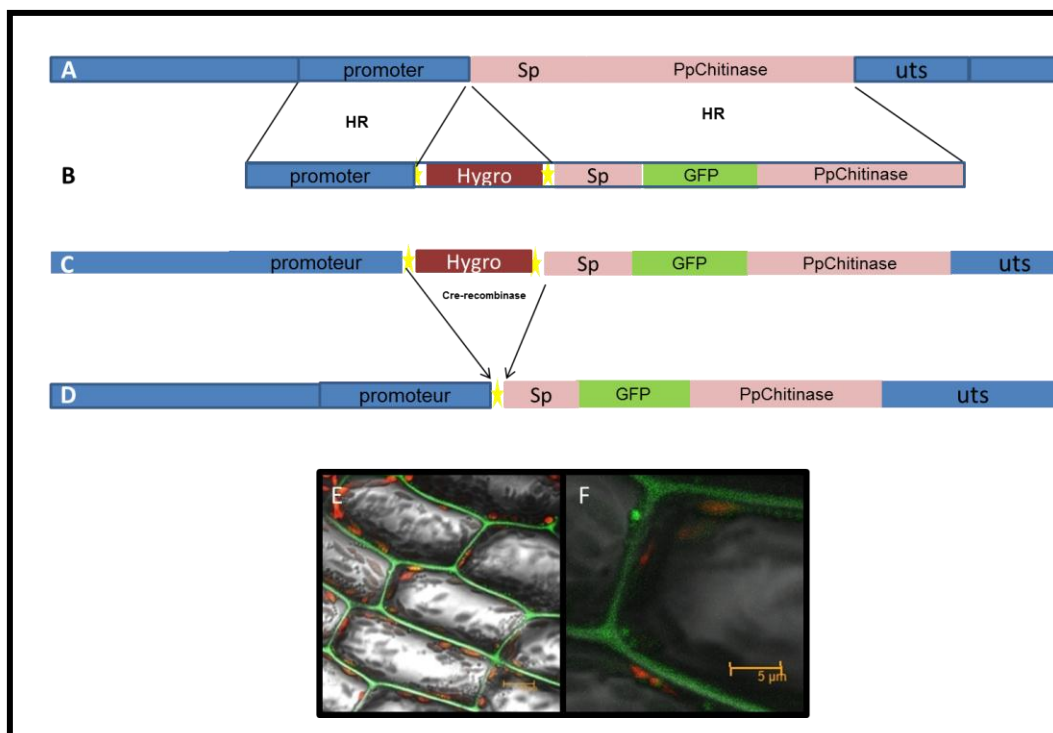 A promoter Sp PpChitinase uts
HR HR
B promoter Hygro Sp GFP PpChitinase
C promoteur Hygro Sp GFP PpChitinase uts
Cre-recombinase
D promoteur Sp GFP PpChitinase uts
E F
5 µm